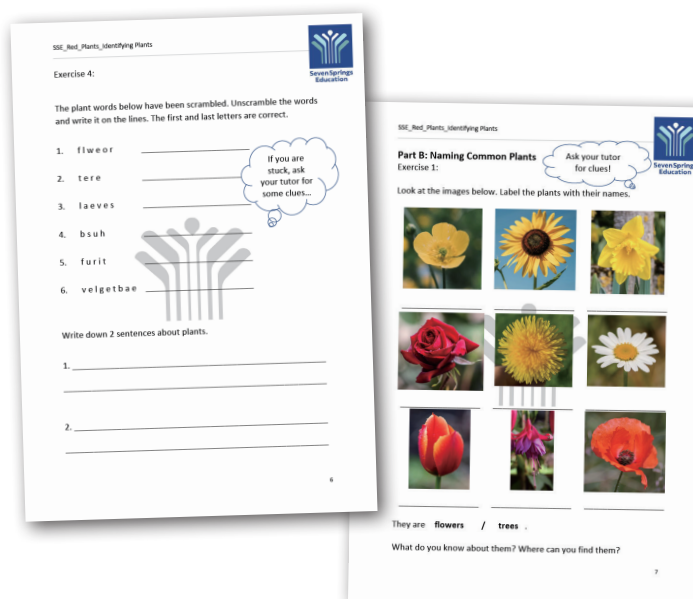 SSE_Red_Plants_Identifying Plants
SevenSprings
Education
Exercise 4:
The plant words below have been scrambled. Unscramble the words
and write it on the lines. The first and last letters are correct.
1. flweor
2. tere
3. laeves
4. bsuh
5. furit
6. velgetbae
If you are
stuck, ask
your tutor for
some clues...
Write down 2 sentences about plants.
1.
2.
6
SSE_Red_Plants_Identifying Plants
SevenSprings
Education
Part B: Naming Common Plants
Exercise 1:
Ask your tutor
for clues!
Look at the images below. Label the plants with their names.
They are flowers / trees .
What do you know about them? Where can you find them?
7